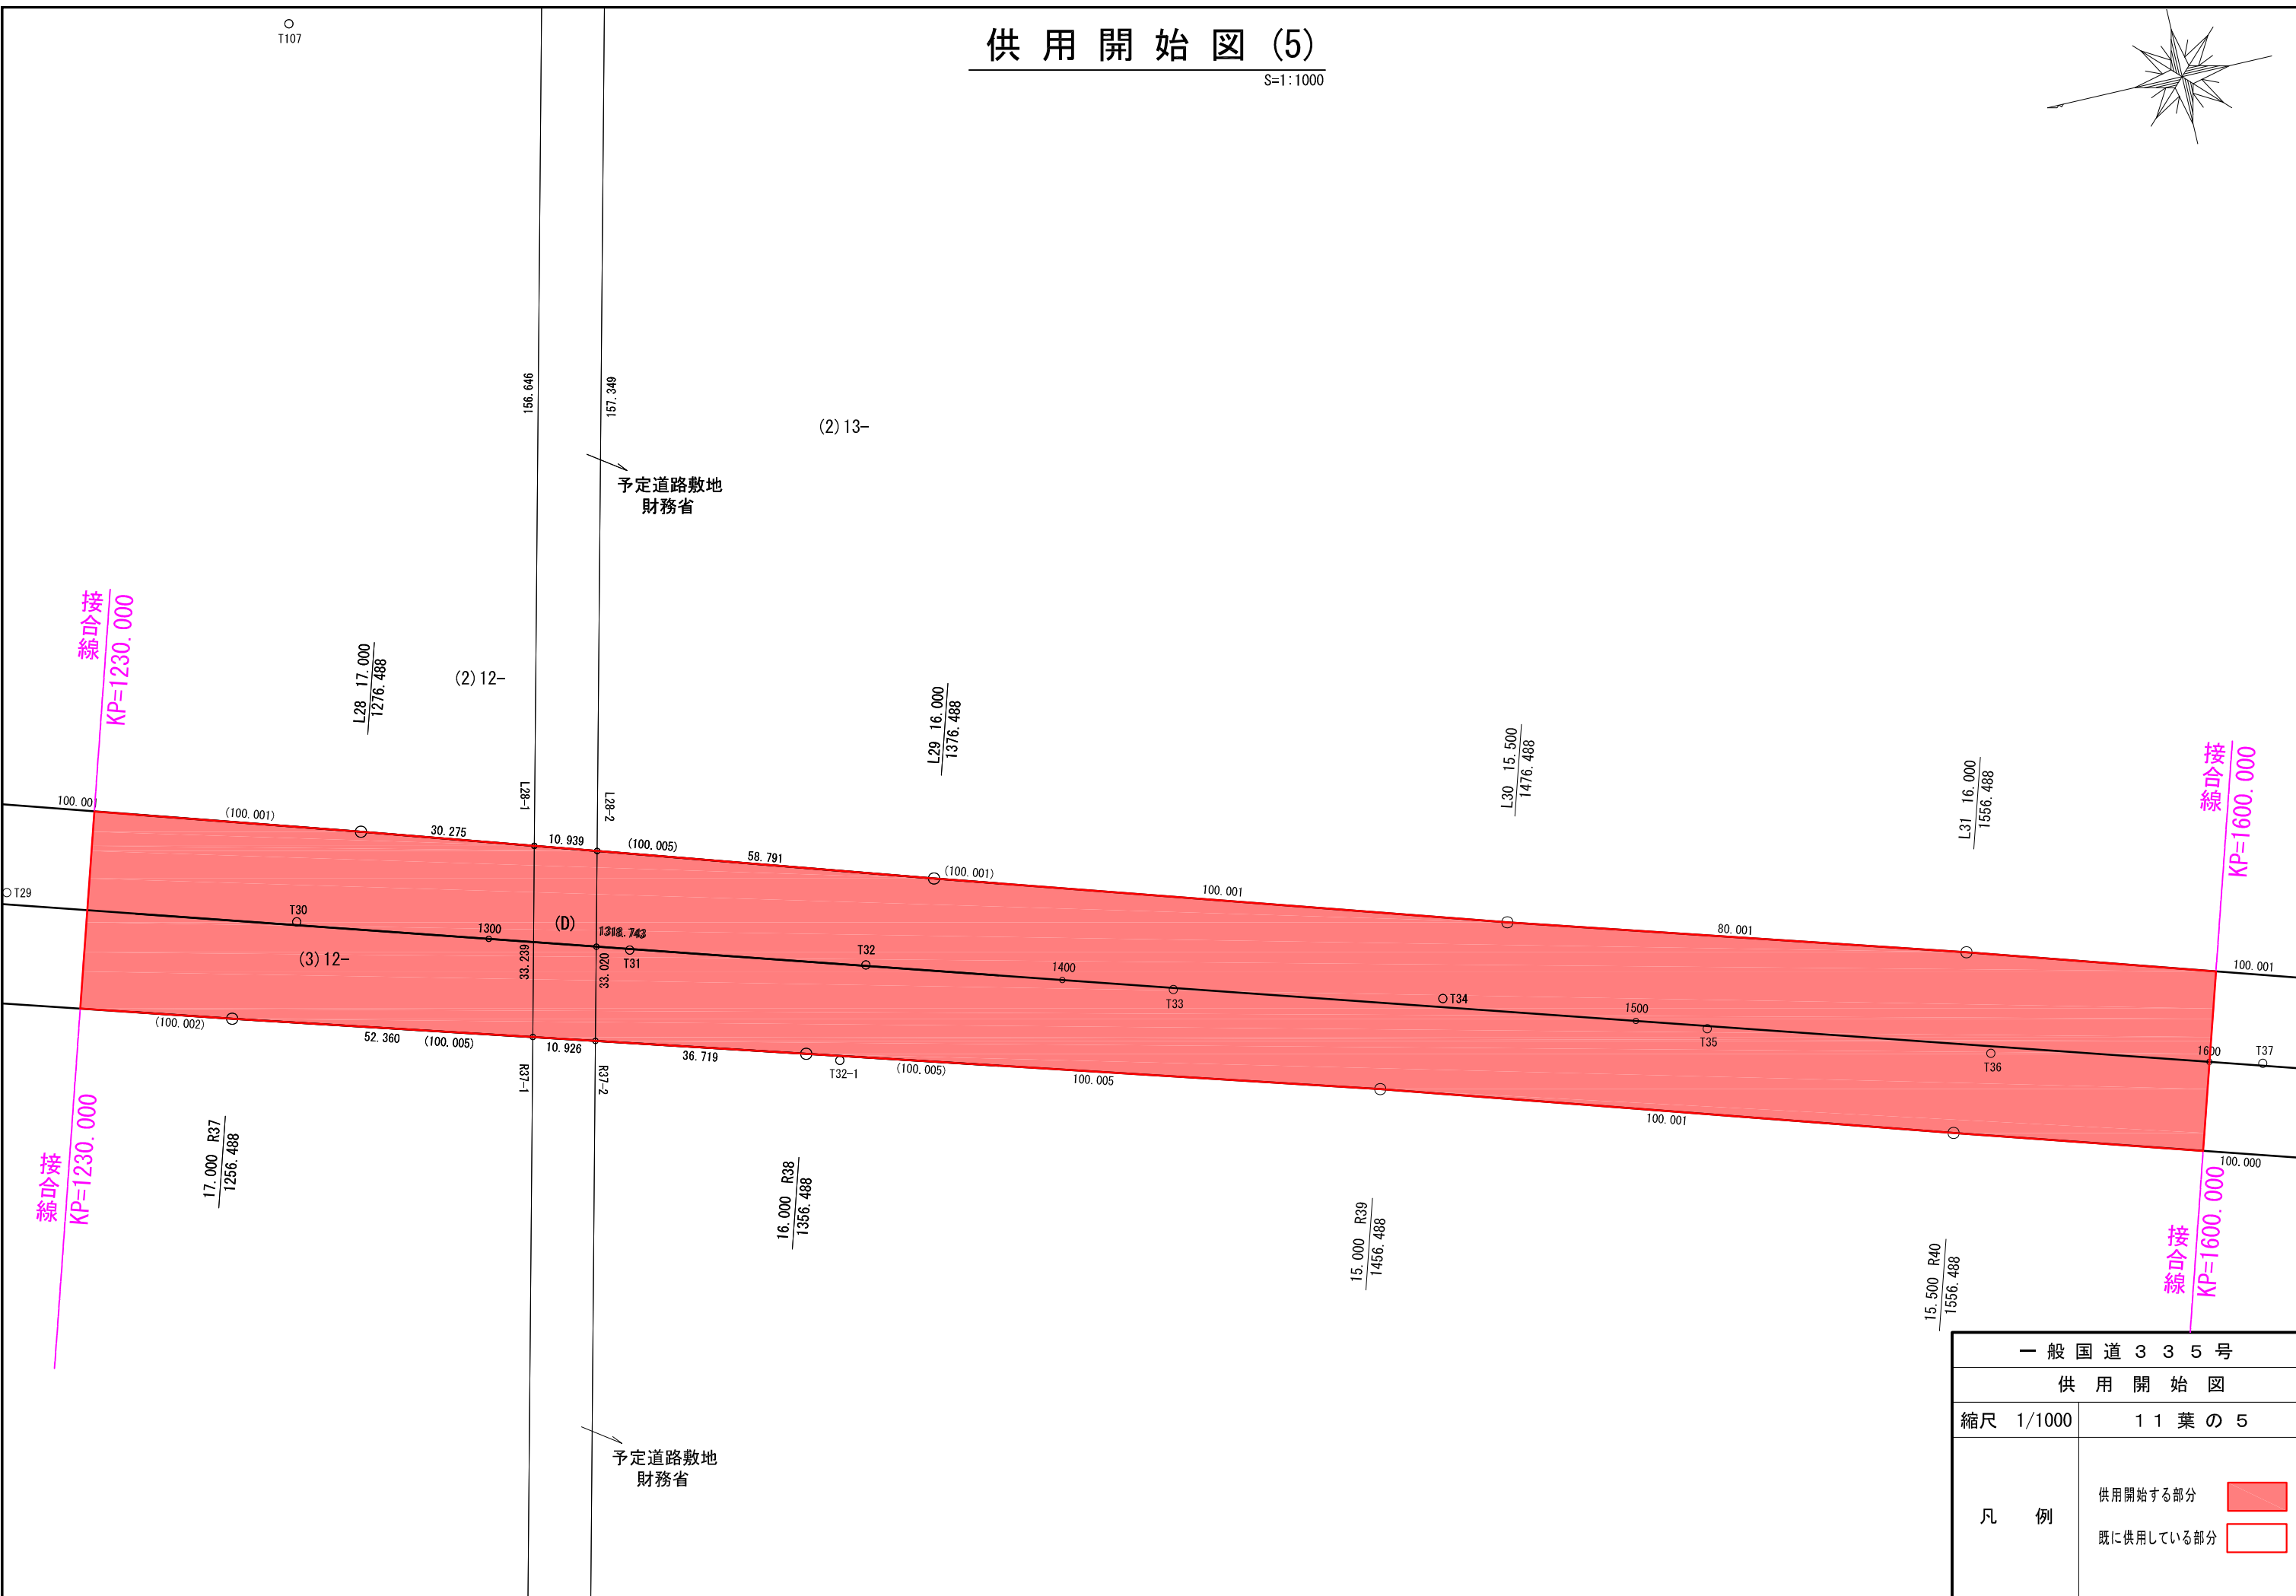 供用開始図(5)
S=1:1000
T107
156.646
157.349
(2)13-
予定道路敷地
財務省
接合線
KP=1230.000
L28 17.000
1276.488
(2)12-
L29 16.000
1376.488
L30 15.500
1476.488
L31 16.000
1556.488
接合線
KP=1600.000
L28-1
L28-2
100.001
(100.001)
30.275
10.939
(100.005)
58.791
(100.001)
100.001
80.001
100.001
T29
T30
1300
(D)
T31
T32
1400
T33
T34
1500
T35
T36
1600
T37
(3)12-
33.239
33.020
(100.002)
52.360
(100.005)
10.926
36.719
T32-1
(100.005)
100.005
100.001
100.000
R37-1
R37-2
接合線
KP=1230.000
17.000 R37
1256.488
16.000 R38
1356.488
15.000 R39
1456.488
15.500 R40
1556.488
接合線
KP=1600.000
予定道路敷地
財務省
一般国道335号
供用開始図
縮尺 1/1000
11葉の5
凡例
供用開始する部分
既に供用している部分